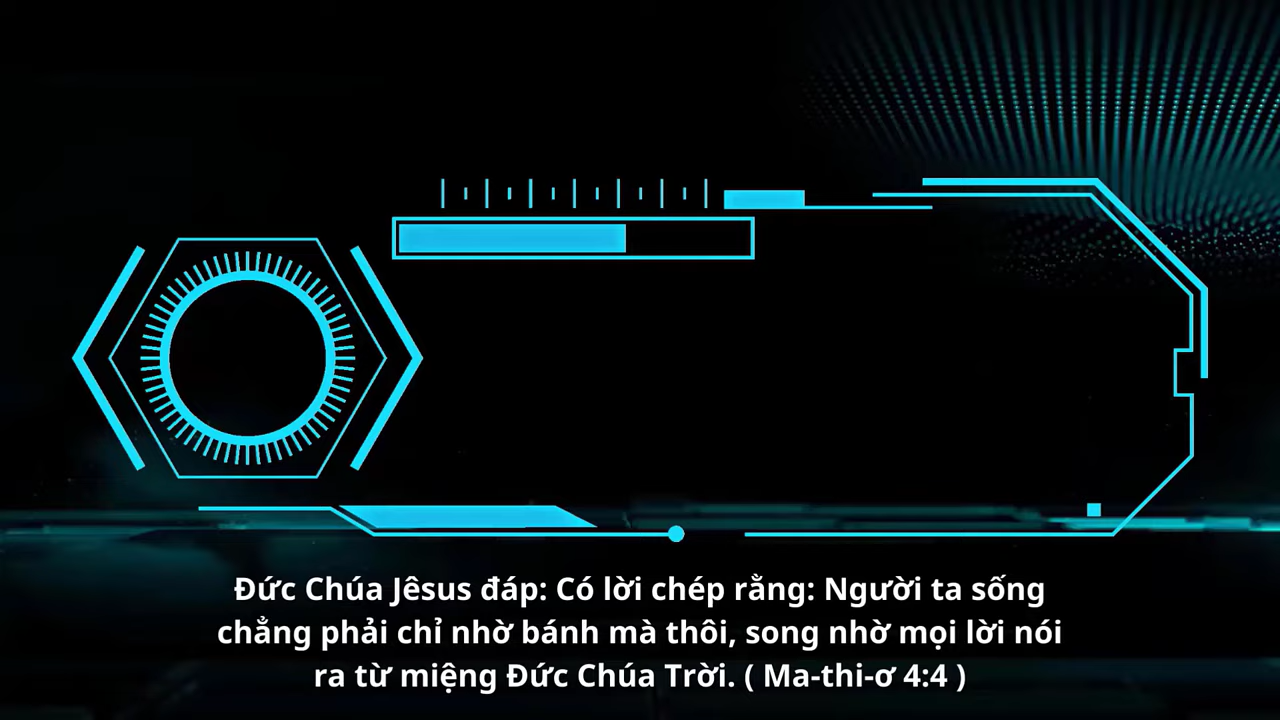 Đức Chúa Jêsus đáp: Có lời chép rằng: Người ta sống
chẳng phải chỉ nhờ bánh mà thôi, song nhờ mọi lời nói
ra từ miệng Đức Chúa Trời. ( Ma-thi-ơ 4:4 )